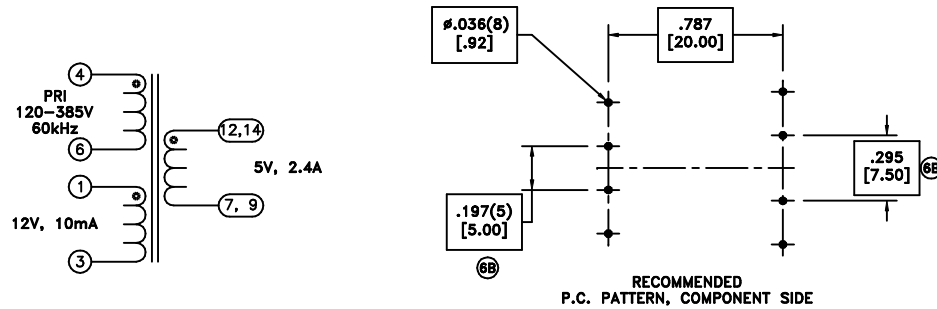 4
PRI
120-385V
60kHz
6
1
12V, 10mA
3
12,14
5V, 2.4A
7, 9
ø.036(8)
[.92]
.787
[20.00]
.295
[7.50]
6B
.197(5)
[5.00]
6B
RECOMMENDED
P.C. PATTERN, COMPONENT SIDE